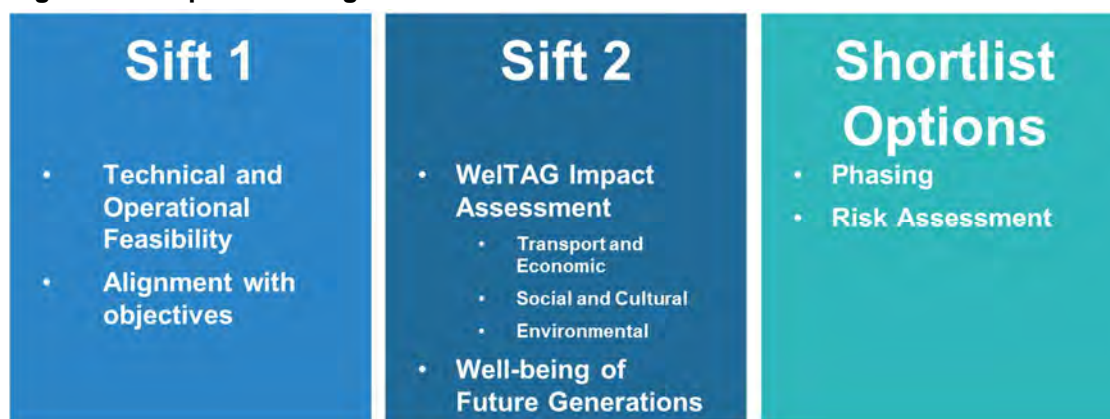 Sift 1
• Technical and
Operational
Feasibility
• Alignment with
objectives
Sift 2
• WelTAG Impact
Assessment
• Transport and
Economic
• Social and Cultural
• Environmental
• Well-being of
Future Generations
Shortlist
Options
• Phasing
• Risk Assessment